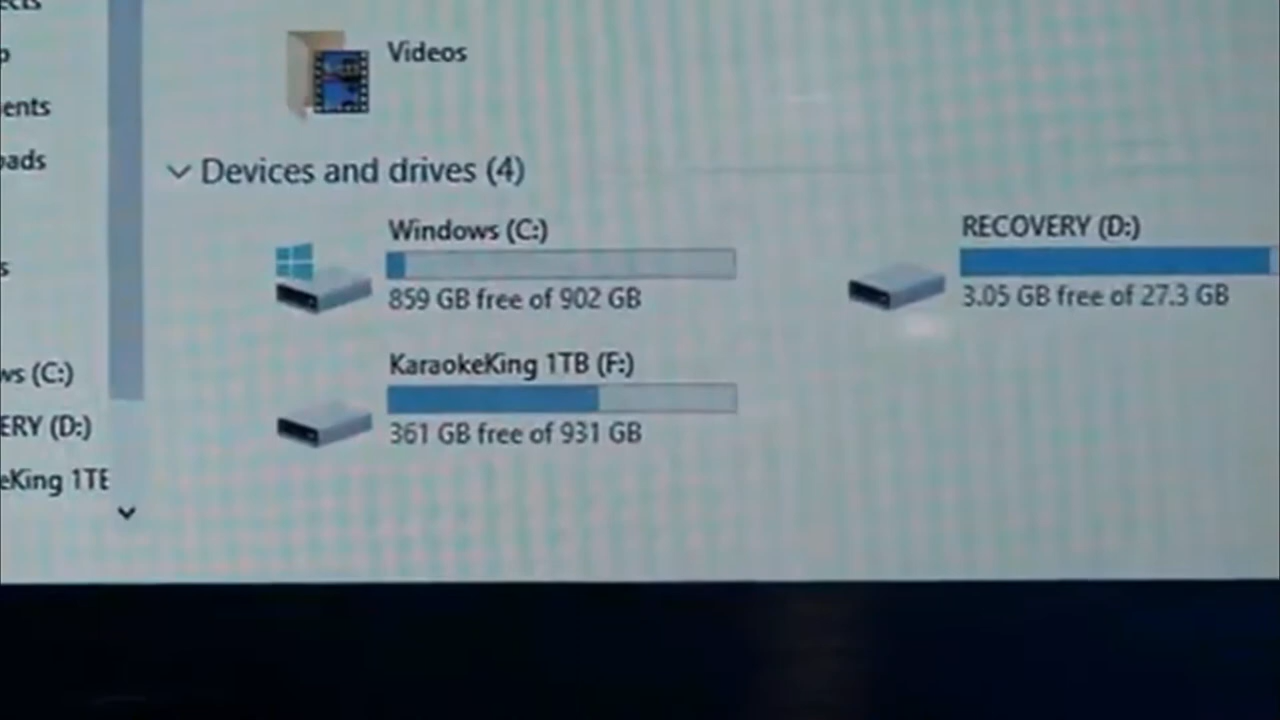 Videos
ents
oads
Devices and drives (4)
Windows (C:)
859 GB free of 902 GB
RECOVERY (D:)
3.05 GB free of 27.3 GB
KaraokeKing 1TB (F:)
361 GB free of 931 GB
ws (C:)
ERY (D:)
eKing 1TE